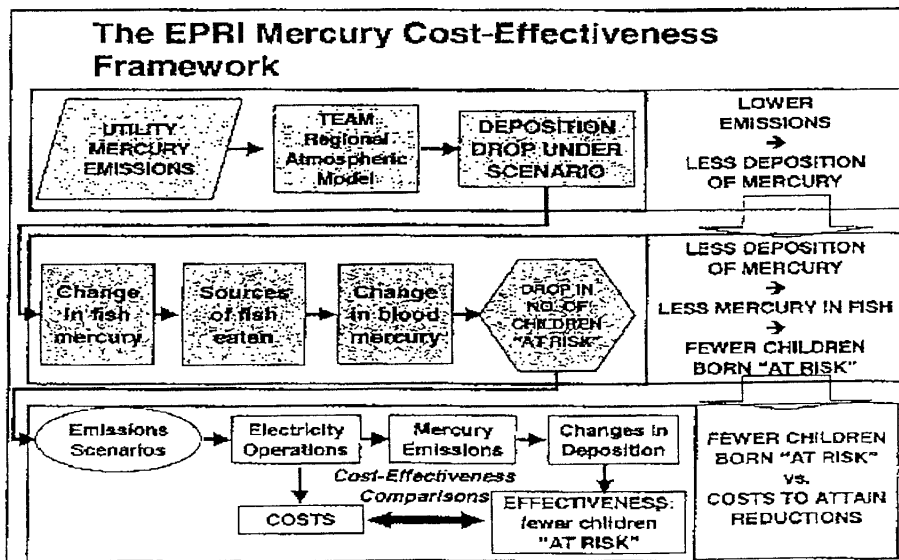 The EPRI Mercury Cost-Effectiveness
Framework
UTILITY
MERCURY
EMISSIONS
TEAM
Regional
Atmospheric
Model
DEPOSITION
DROP UNDER
SCENARIO
LOWER
EMISSIONS
→
LESS DEPOSITION
OF MERCURY
Change
in fish
mercury
Sources
of fish
eaten
Change
in blood
mercury
DROP IN
NO. OF
CHILDREN
"AT RISK"
LESS DEPOSITION
OF MERCURY
→
LESS MERCURY IN FISH
→
FEWER CHILDREN
BORN "AT RISK"
Emissions
Scenarios
Electricity
Operations
Mercury
Emissions
Changes in
Deposition
Cost-Effectiveness
Comparisons
COSTS
EFFECTIVENESS:
fewer children
"AT RISK"
FEWER CHILDREN
BORN "AT RISK"
vs.
COSTS TO ATTAIN
REDUCTIONS